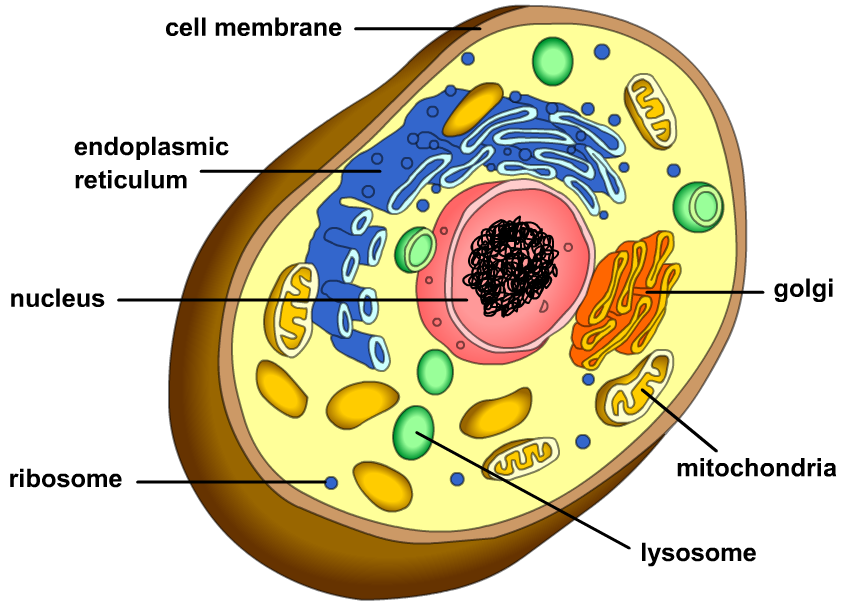 cell membrane
endoplasmic
reticulum
nucleus
golgi
mitochondria
ribosome
lysosome